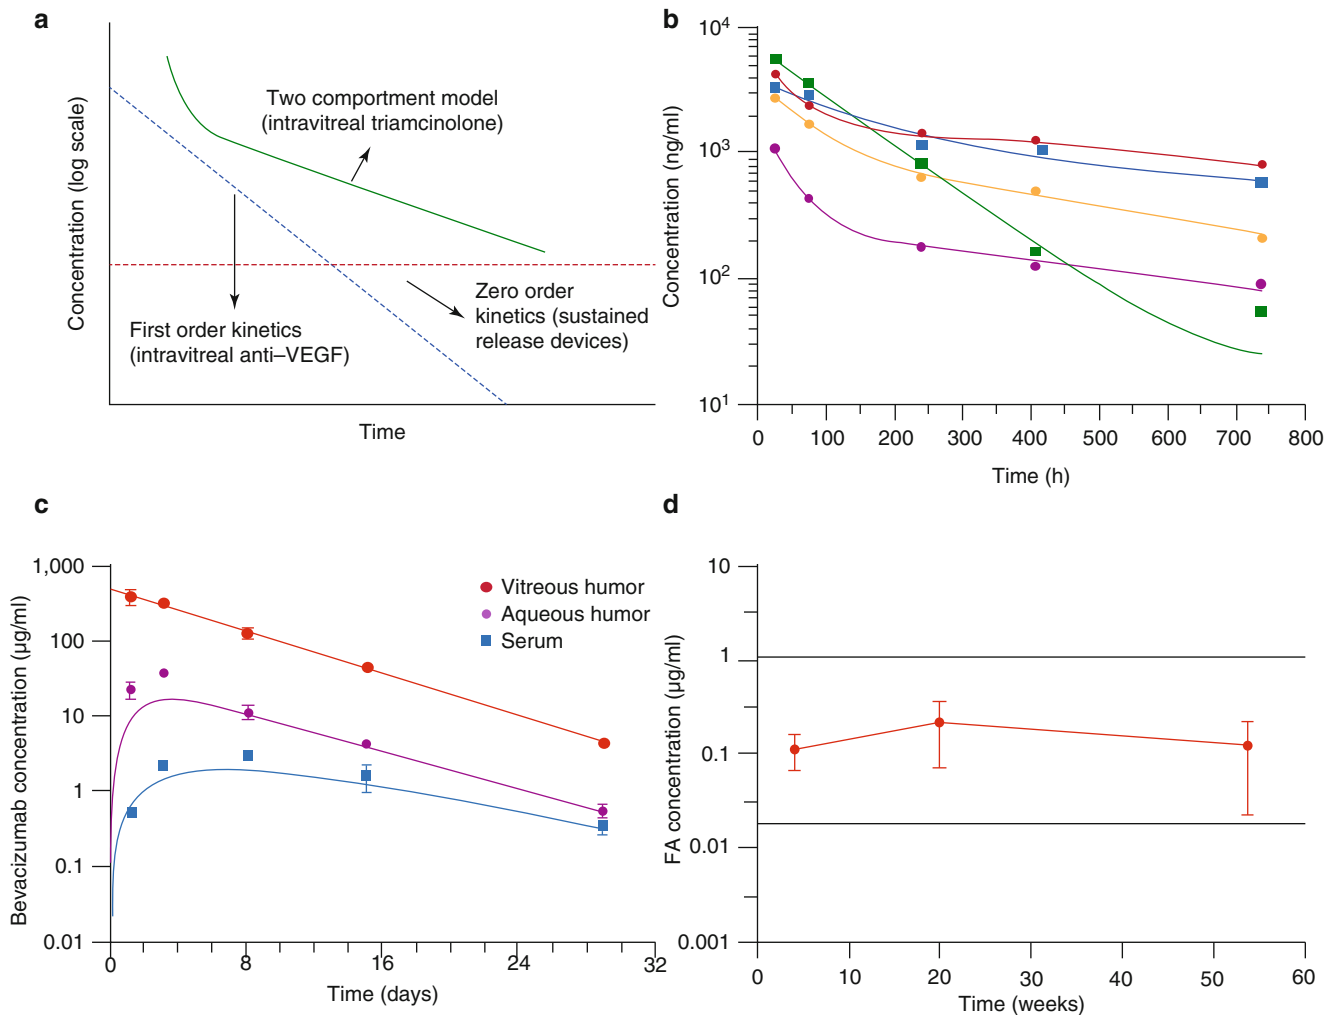 a
Concentration (log scale)
Two compartment model
(intravitreal triamcinolone)
First order kinetics
(intravitreal anti–VEGF)
Zero order
kinetics (sustained
release devices)
Time
b
Concentration (ng/ml)
10⁴
10³
10²
10¹
0 100 200 300 400 500 600 700 800
Time (h)
c
Bevacizumab concentration (µg/ml)
1,000
100
10
1
0.1
0.01
Vitreous humor
Aqueous humor
Serum
0 8 16 24 32
Time (days)
d
FA concentration (µg/ml)
10
1
0.1
0.01
0.001
0 10 20 30 40 50 60
Time (weeks)